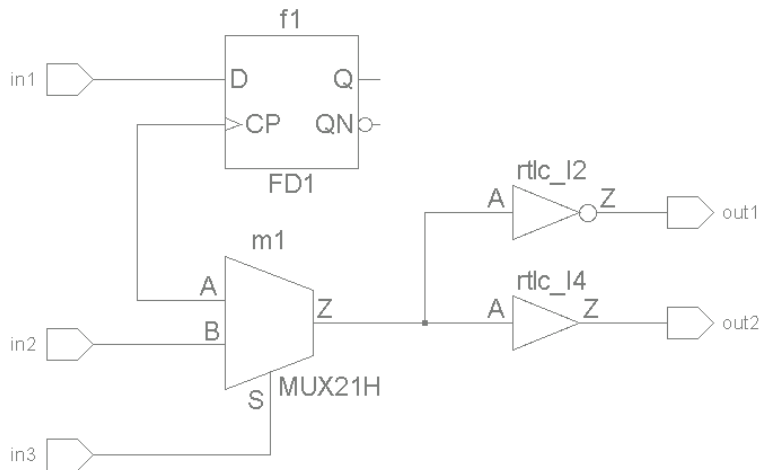 f1
in1
D
Q
CP
QN
FD1
rtlc_I2
A
Z
out1
m1
rtlc_I4
A
Z
A
Z
out2
B
in2
MUX21H
S
in3